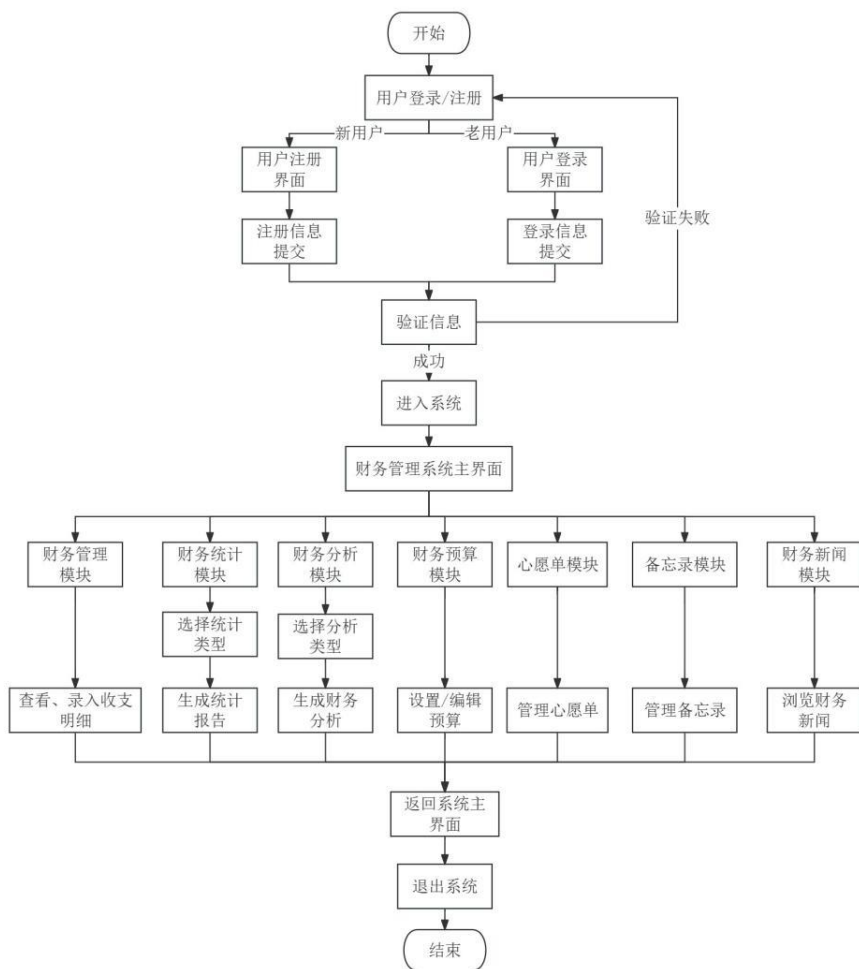 开始
用户登录/注册
新用户
老用户
用户注册
界面
用户登录
界面
注册信息
提交
登录信息
提交
验证失败
验证信息
成功
进入系统
财务管理系统主界面
财务管理
模块
财务统计
模块
财务分析
模块
财务预算
模块
心愿单模块
备忘录模块
财务新闻
模块
选择统计
类型
选择分析
类型
查看、录入收支
明细
生成统计
报告
生成财务
分析
设置/编辑
预算
管理心愿单
管理备忘录
浏览财务
新闻
返回系统主
界面
退出系统
结束